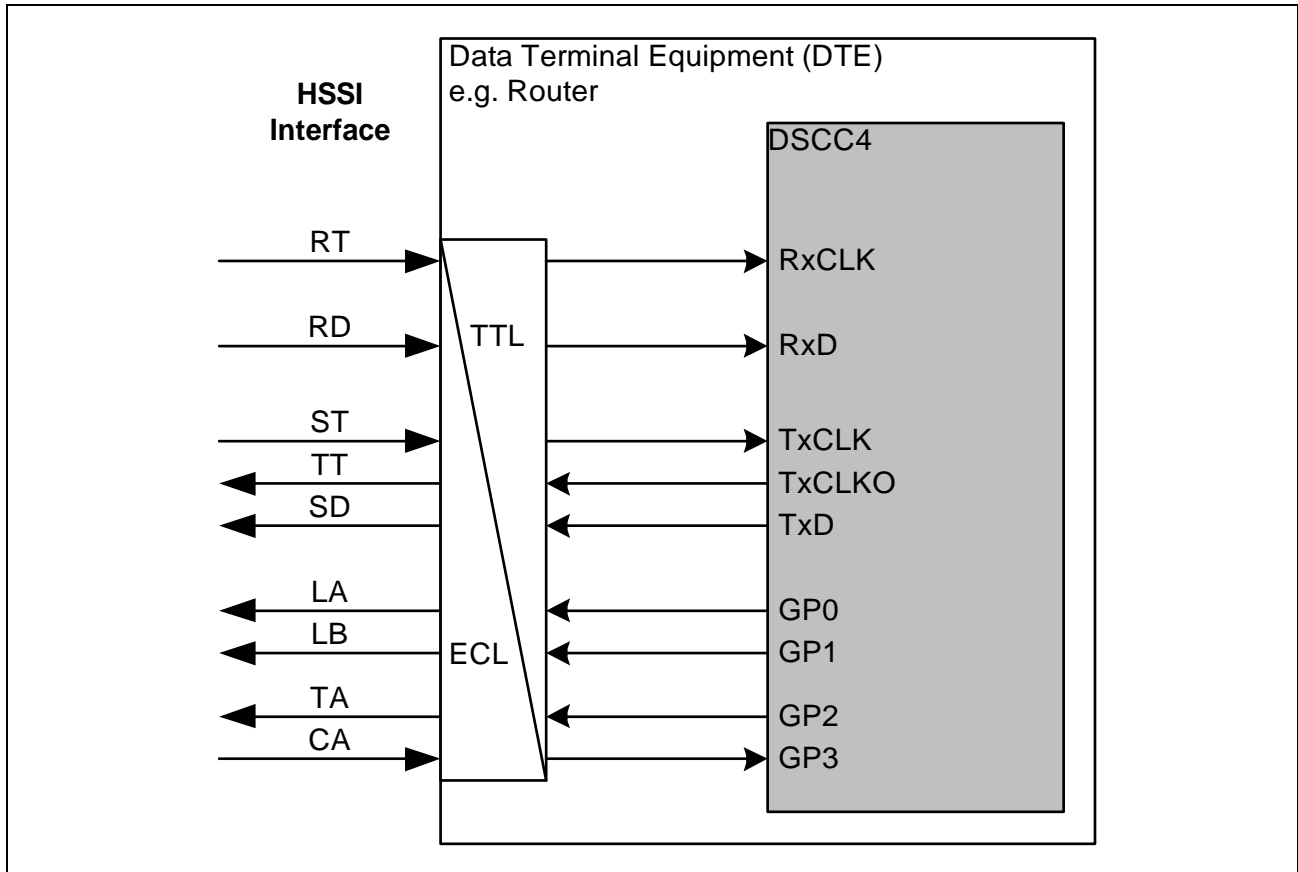 Data Terminal Equipment (DTE)
e.g. Router
HSSI
Interface
DSCC4
RT
RxCLK
RD
TTL
RxD
ST
TxCLK
TT
TxCLKO
SD
TxD
LA
GP0
LB
ECL
GP1
TA
GP2
CA
GP3